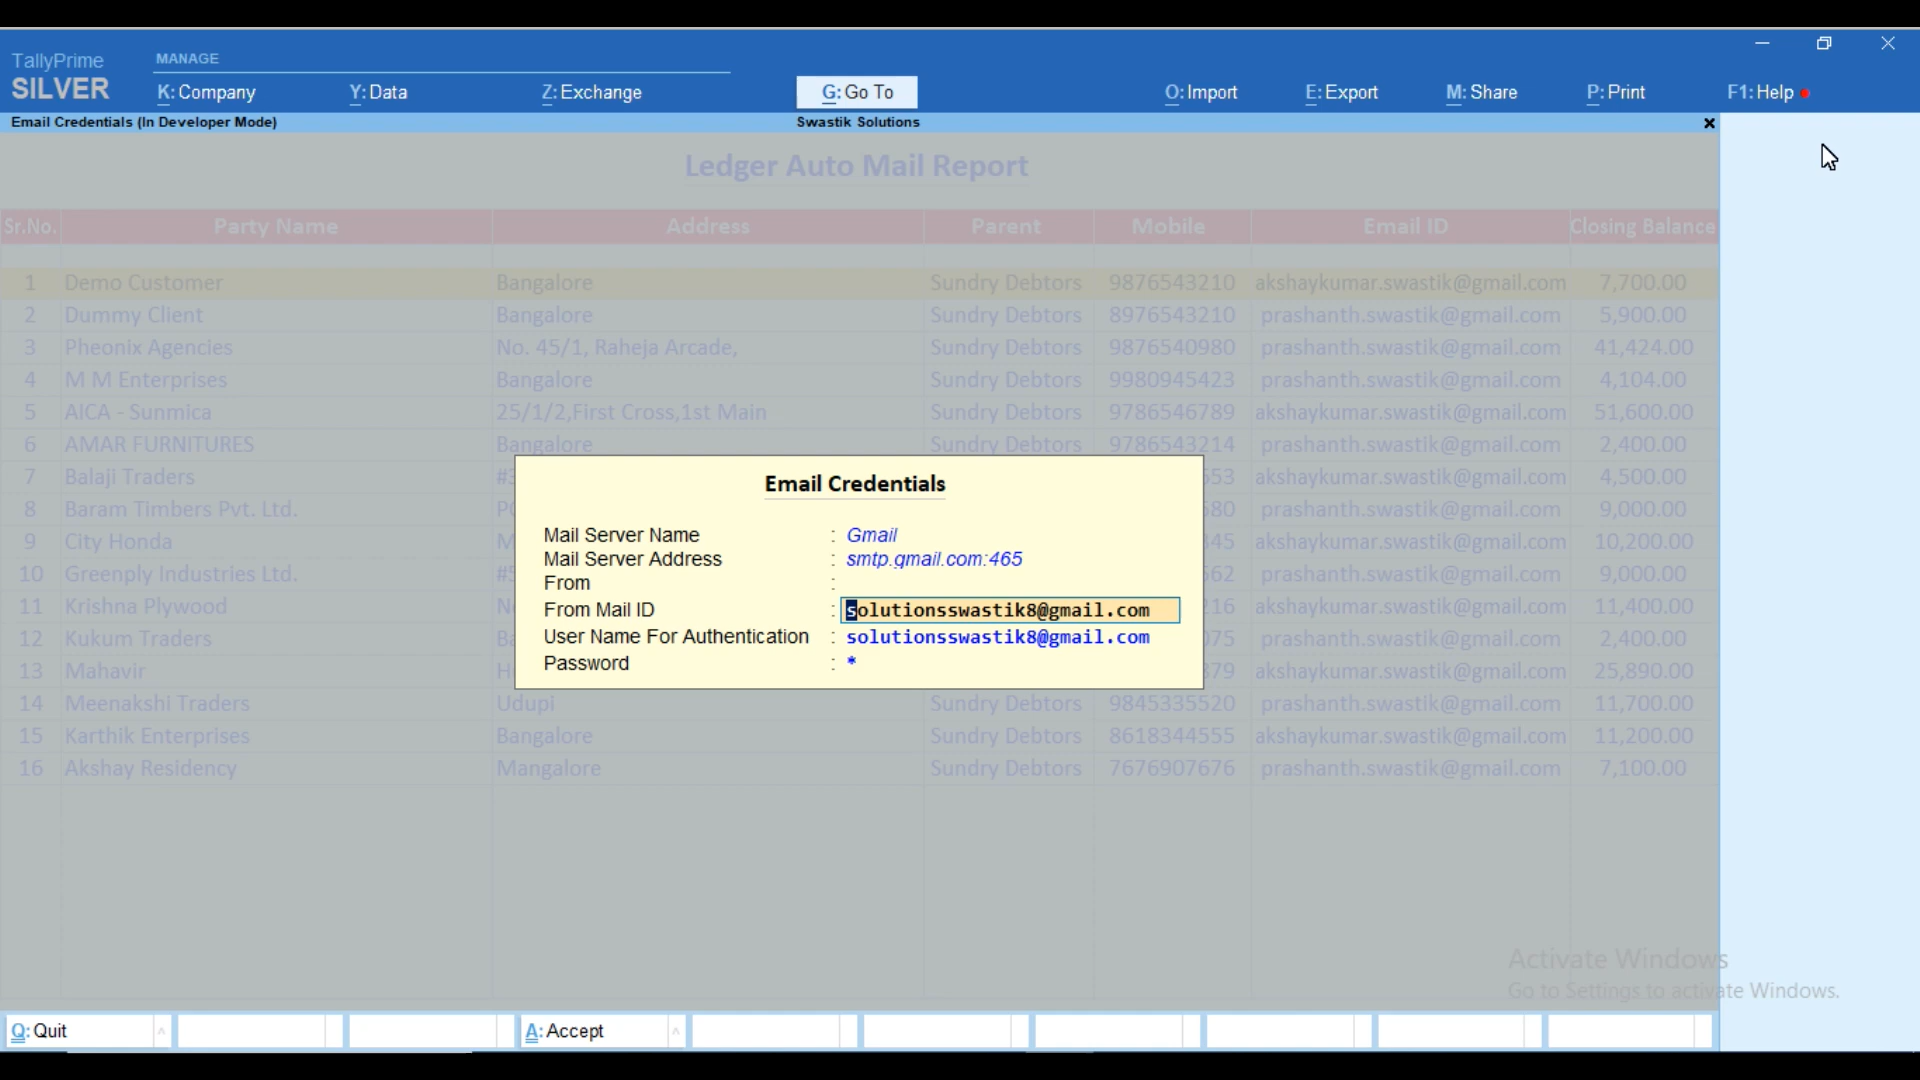 TallyPrime
SILVER
MANAGE
K: Company
Y: Data
Z: Exchange
G: Go To
O: Import
E: Export
M: Share
P: Print
F1: Help
Email Credentials (In Developer Mode)
Swastik Solutions
Ledger Auto Mail Report
Sr.No. Party Name Address Parent Mobile Email ID Closing Balance
1 Demo Customer Bangalore Sundry Debtors 9876543210 akshaykumar.swastik@gmail.com 7,700.00
2 Dummy Client Bangalore Sundry Debtors 8976543210 prashanth.swastik@gmail.com 5,900.00
3 Pheonix Agencies No. 45/1, Raheja Arcade, Sundry Debtors 9876540980 prashanth.swastik@gmail.com 41,424.00
4 M M Enterprises Bangalore Sundry Debtors 9980945423 prashanth.swastik@gmail.com 4,104.00
5 AICA - Sunmica 25/1/2,First Cross,1st Main Sundry Debtors 9786546789 akshaykumar.swastik@gmail.com 51,600.00
6 AMAR FURNITURES Bangalore Sundry Debtors 9786543214 prashanth.swastik@gmail.com 2,400.00
7 Balaji Traders 553 akshaykumar.swastik@gmail.com 4,500.00
8 Baram Timbers Pvt. Ltd. 580 prashanth.swastik@gmail.com 9,000.00
9 City Honda 345 akshaykumar.swastik@gmail.com 10,200.00
10 Greenply Industries Ltd. 562 prashanth.swastik@gmail.com 9,000.00
11 Krishna Plywood 216 akshaykumar.swastik@gmail.com 11,400.00
12 Kukum Traders Ba 075 prashanth.swastik@gmail.com 2,400.00
13 Mahavir 879 akshaykumar.swastik@gmail.com 25,890.00
14 Meenakshi Traders Udupi Sundry Debtors 9845335520 prashanth.swastik@gmail.com 11,700.00
15 Karthik Enterprises Bangalore Sundry Debtors 8618344555 akshaykumar.swastik@gmail.com 11,200.00
16 Akshay Residency Mangalore Sundry Debtors 7676907676 prashanth.swastik@gmail.com 7,100.00
Email Credentials
Mail Server Name : Gmail
Mail Server Address : smtp.gmail.com:465
From :
From Mail ID : solutionsswastik8@gmail.com
User Name For Authentication : solutionsswastik8@gmail.com
Password : *
Activate Windows
Go to Settings to activate Windows.
Q: Quit
A: Accept